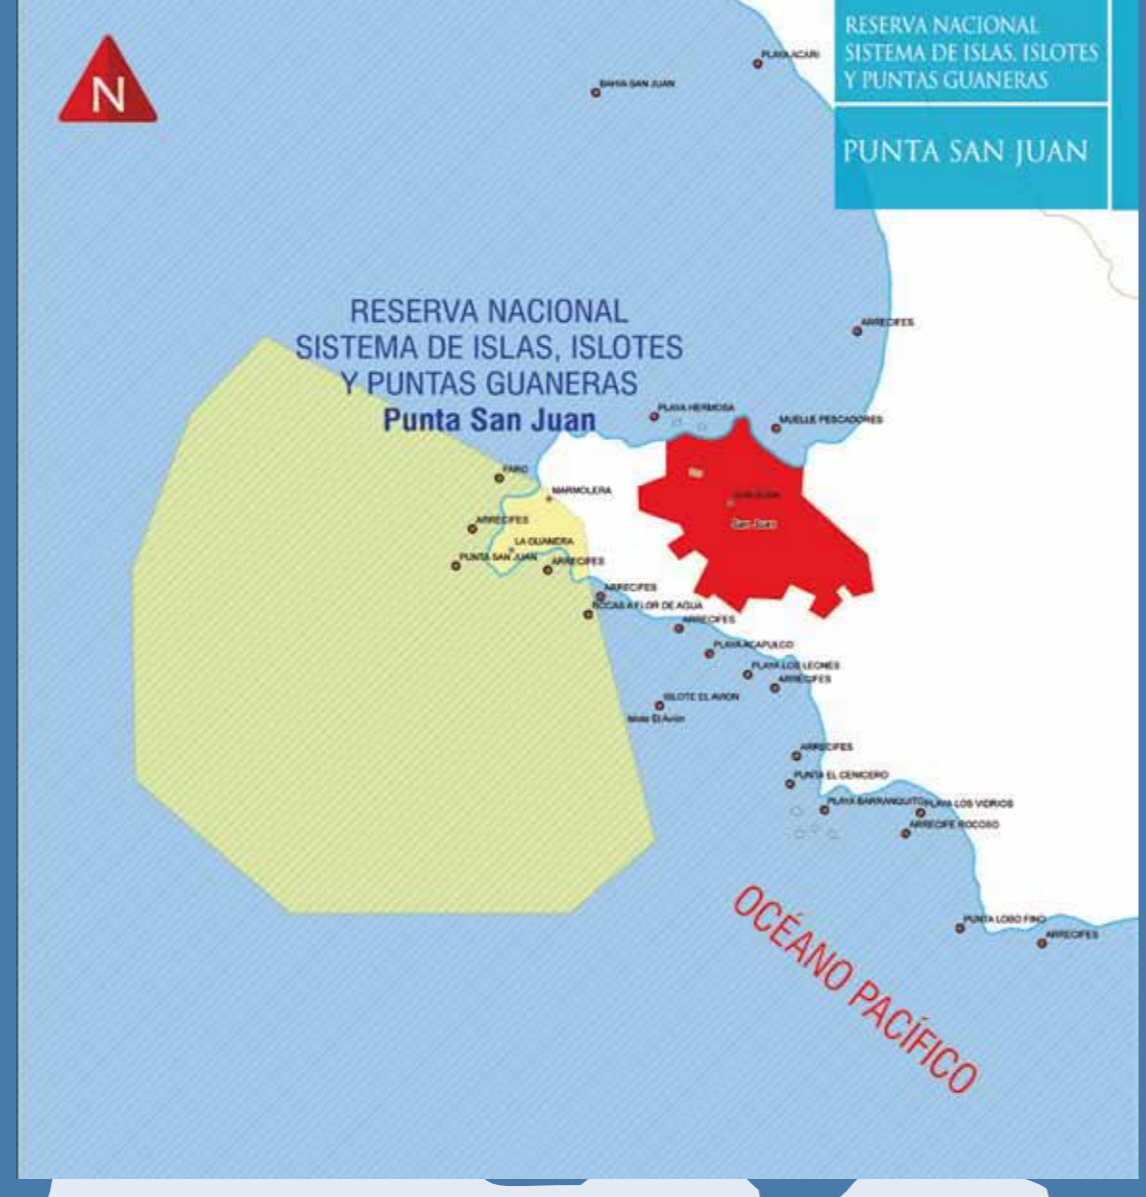 N
RESERVA NACIONAL
SISTEMA DE ISLAS, ISLOTES
Y PUNTAS GUANERAS
PUNTA SAN JUAN
PLAYA ACARI
BAHIA SAN JUAN
RESERVA NACIONAL
SISTEMA DE ISLAS, ISLOTES
Y PUNTAS GUANERAS
Punta San Juan
ARRECIFES
PLAYA HERMOSA
MUELLE PESCADORES
FARO
MARMOLERA
SAN JUAN
San Juan
ARRECIFES
LA GUANERA
PUNTA SAN JUAN
ARRECIFES
ARRECIFES
ROCAS A FLOR DE AGUA
ARRECIFES
PLAYA ACAPULCO
PLAYA LOS LEONES
ARRECIFES
ISLOTE EL AVION
Islote El Avión
ARRECIFES
PUNTA EL CENICERO
PLAYA BARRANQUITO
PLAYA LOS VIDRIOS
ARRECIFE ROCOSO
OCÉANO PACÍFICO
PUNTA LOBO FINO
ARRECIFES